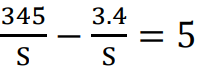 345/S − 3.4/S = 5